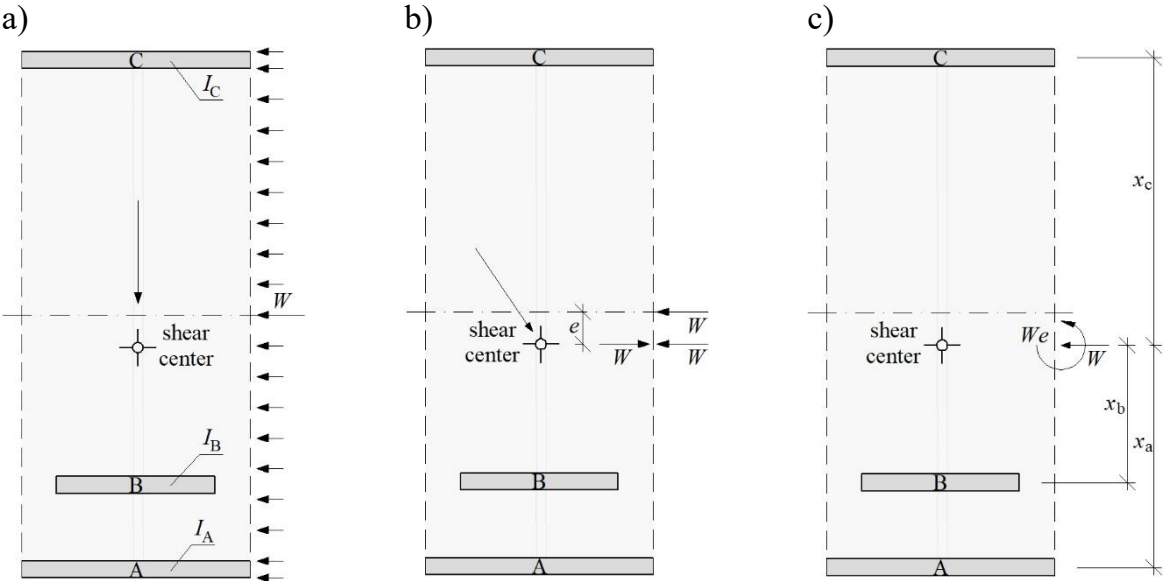 a)
C
I_C
W
shear
center
I_B
B
I_A
A
b)
C
e
W
shear
center
W
W
B
A
c)
C
x_c
shear
center
We
W
x_b
x_a
B
A